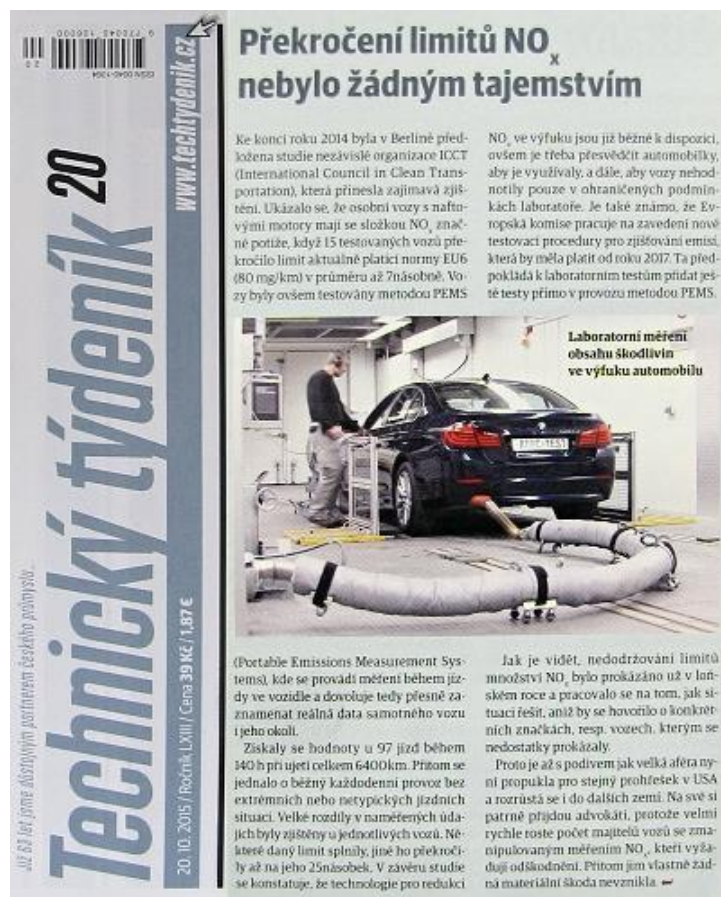 9 770040 106000
20
ISSN 0040-1064
www.techtydenik.cz
20
Technický týdeník
Již 63 let jsme důstojným partnerem českého průmyslu...
20. 10. 2015 / Ročník LXIII / Cena 39 Kč / 1,87 €
Překročení limitů NOx
nebylo žádným tajemstvím
Ke konci roku 2014 byla v Berlíně před-
ložena studie nezávislé organizace ICCT
(International Council in Clean Trans-
portation), která přinesla zajímavá zjiš-
tění. Ukázalo se, že osobní vozy s nafto-
vými motory mají se složkou NOx znač-
né potíže, když 15 testovaných vozů pře-
kročilo limit aktuálně platící normy EU6
(80 mg/km) v průměru až 7násobně. Vo-
zy byly ovšem testovány metodou PEMS
(Portable Emissions Measurement Sys-
tems), kde se provádí měření během jíz-
dy ve vozidle a dovoluje tedy přesně za-
znamenat reálná data samotného vozu
i jeho okolí.
Získaly se hodnoty u 97 jízd během
140 h při ujetí celkem 6400km. Přitom se
jednalo o běžný každodenní provoz bez
extrémních nebo netypických jízdních
situací. Velké rozdíly v naměřených úda-
jích byly zjištěny u jednotlivých vozů. Ně-
které daný limit splnily, jiné ho překroči-
ly až na jeho 25násobek. V závěru studie
se konstatuje, že technologie pro redukci
NOx ve výfuku jsou již běžné k dispozici,
ovšem je třeba přesvědčit automobilky,
aby je využívaly, a dále, aby vozy nehod-
notily pouze v ohraničených podmín-
kách laboratoře. Je také známo, že Ev-
ropská komise pracuje na zavedení nové
testovací procedury pro zjišťování emisí,
která by měla platit od roku 2017. Ta před-
pokládá k laboratorním testům přidat ješ-
tě testy přímo v provozu metodou PEMS.
Laboratorní měření
obsahu škodlivin
ve výfuku automobilu
Jak je vidět, nedodržování limitů
množství NOx bylo prokázáno už v loň-
ském roce a pracovalo se na tom, jak si-
tuaci řešit, aniž by se hovořilo o konkrét-
ních značkách, resp. vozech, kterým se
nedostatky prokázaly.
Proto je až s podivem jak velká aféra ny-
ní propukla pro stejný prohřešek v USA
a rozrůstá se i do dalších zemí. Na své si
patrně přijdou advokáti, protože velmi
rychle roste počet majitelů vozů se zma-
nipulovaným měřením NOx, kteří vyža-
dují odškodnění. Přitom jim vlastně žád-
ná materiální škoda nevznikla.